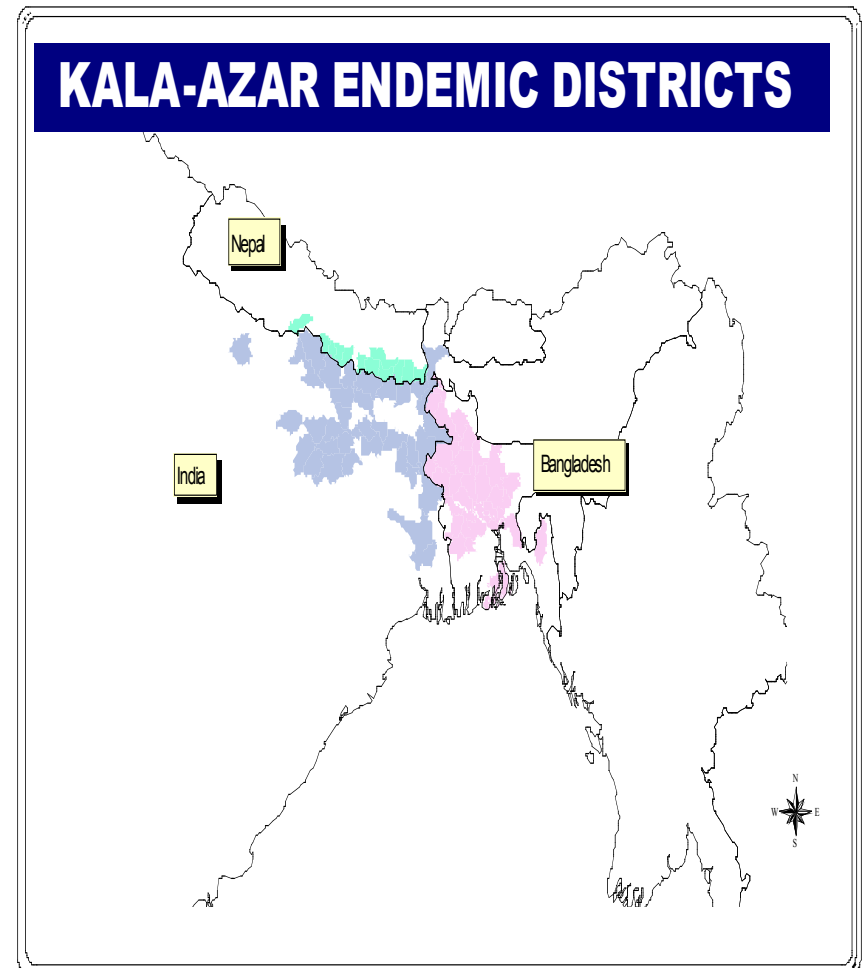 KALA-AZAR ENDEMIC DISTRICTS
Nepal
Bangladesh
India
N
W E
S